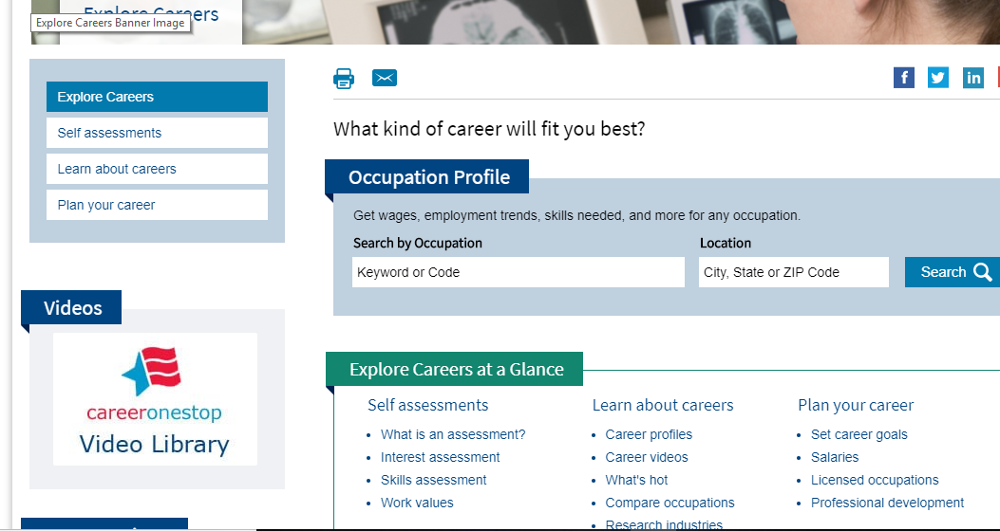 Explore Careers
Explore Careers Banner Image
Explore Careers
Self assessments
Learn about careers
Plan your career
Videos
careeronestop
Video Library
What kind of career will fit you best?
Occupation Profile
Get wages, employment trends, skills needed, and more for any occupation.
Search by Occupation
Location
Keyword or Code
City, State or ZIP Code
Search
Explore Careers at a Glance
Self assessments
What is an assessment?
Interest assessment
Skills assessment
Work values
Learn about careers
Career profiles
Career videos
What's hot
Compare occupations
Research industries
Plan your career
Set career goals
Salaries
Licensed occupations
Professional development